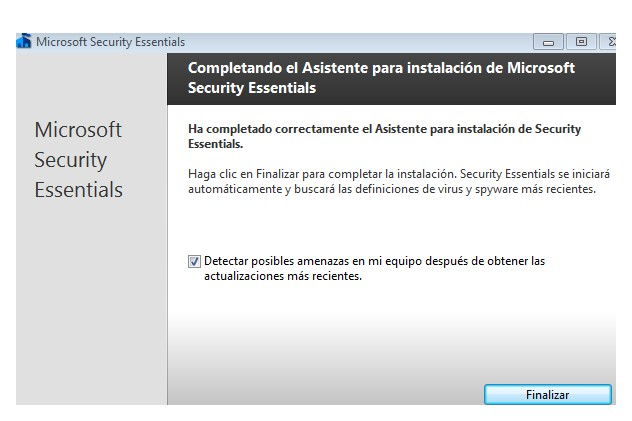 Microsoft Security Essentials
Completando el Asistente para instalación de Microsoft
Security Essentials
Microsoft
Security
Essentials
Ha completado correctamente el Asistente para instalación de Security
Essentials.
Haga clic en Finalizar para completar la instalación. Security Essentials se iniciará
automáticamente y buscará las definiciones de virus y spyware más recientes.
Detectar posibles amenazas en mi equipo después de obtener las
actualizaciones más recientes.
Finalizar